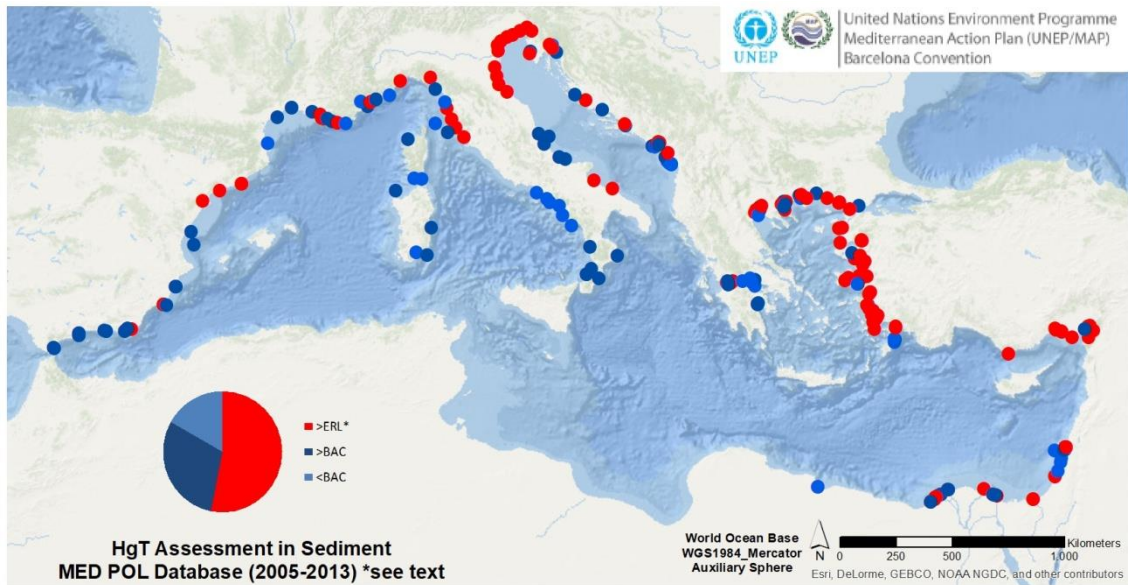 UNEP
MAP
United Nations Environment Programme
Mediterranean Action Plan (UNEP/MAP)
Barcelona Convention
>ERL*
>BAC
<BAC
HgT Assessment in Sediment
MED POL Database (2005-2013) *see text
World Ocean Base
WGS1984_Mercator
Auxiliary Sphere
N
Kilometers
0 250 500 1,000
Esri, DeLorme, GEBCO, NOAA NGDC, and other contributors